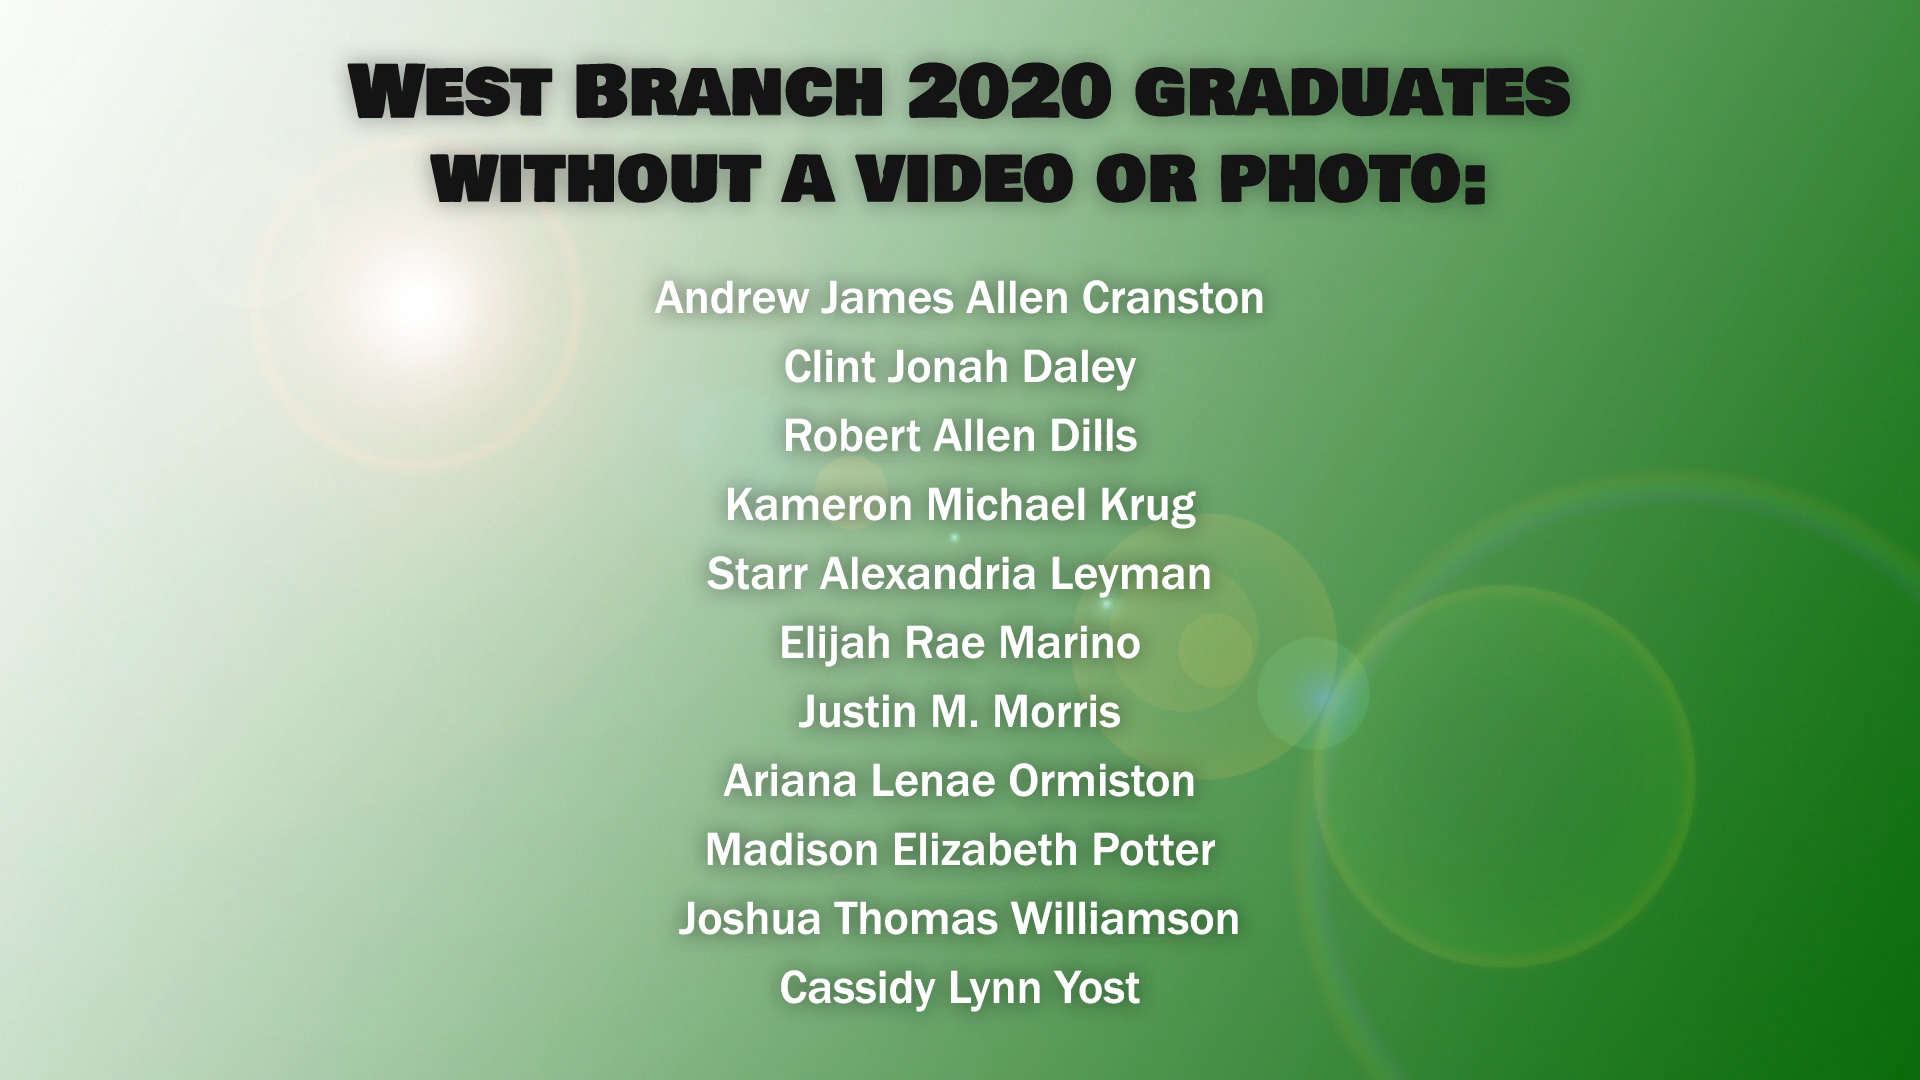 West Branch 2020 graduates
without a video or photo:
Andrew James Allen Cranston
Clint Jonah Daley
Robert Allen Dills
Kameron Michael Krug
Starr Alexandria Leyman
Elijah Rae Marino
Justin M. Morris
Ariana Lenae Ormiston
Madison Elizabeth Potter
Joshua Thomas Williamson
Cassidy Lynn Yost